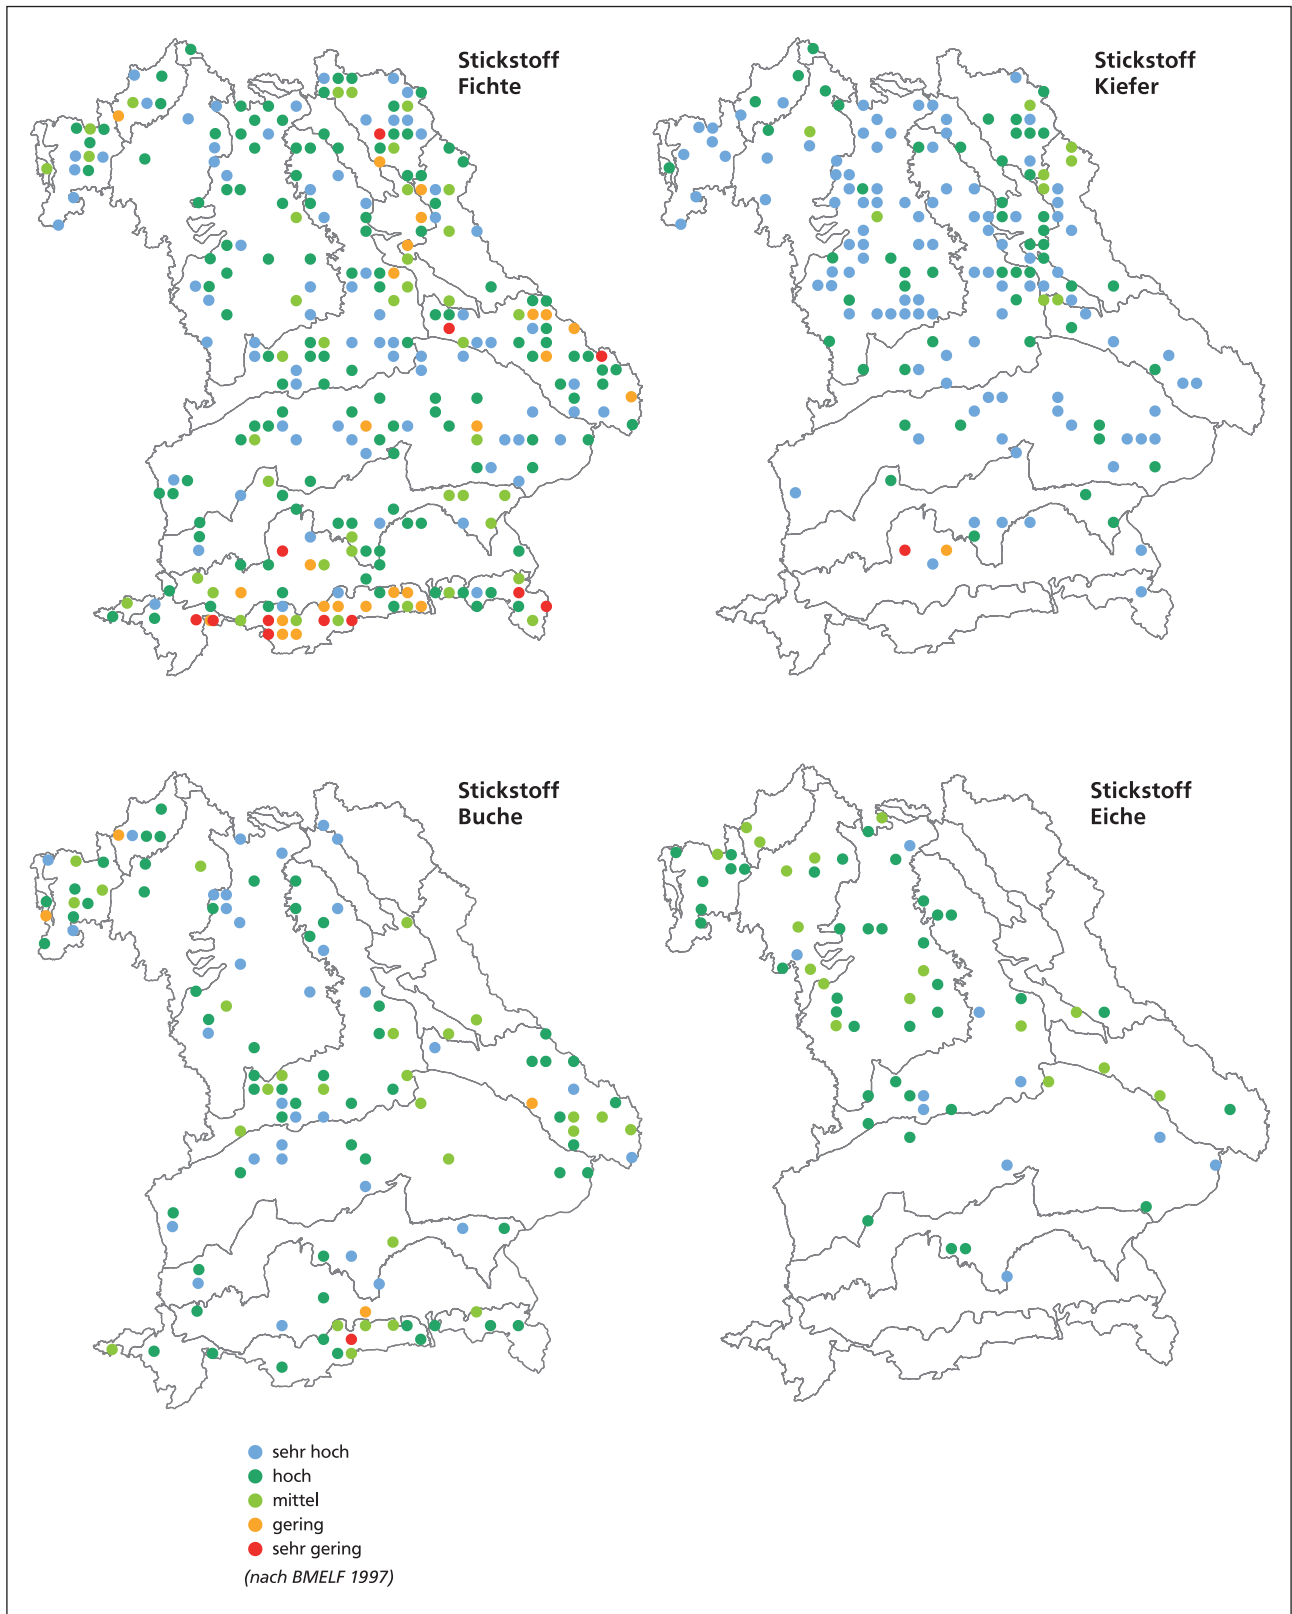 Stickstoff
Fichte
Stickstoff
Kiefer
Stickstoff
Buche
Stickstoff
Eiche
sehr hoch
hoch
mittel
gering
sehr gering
(nach BMELF 1997)